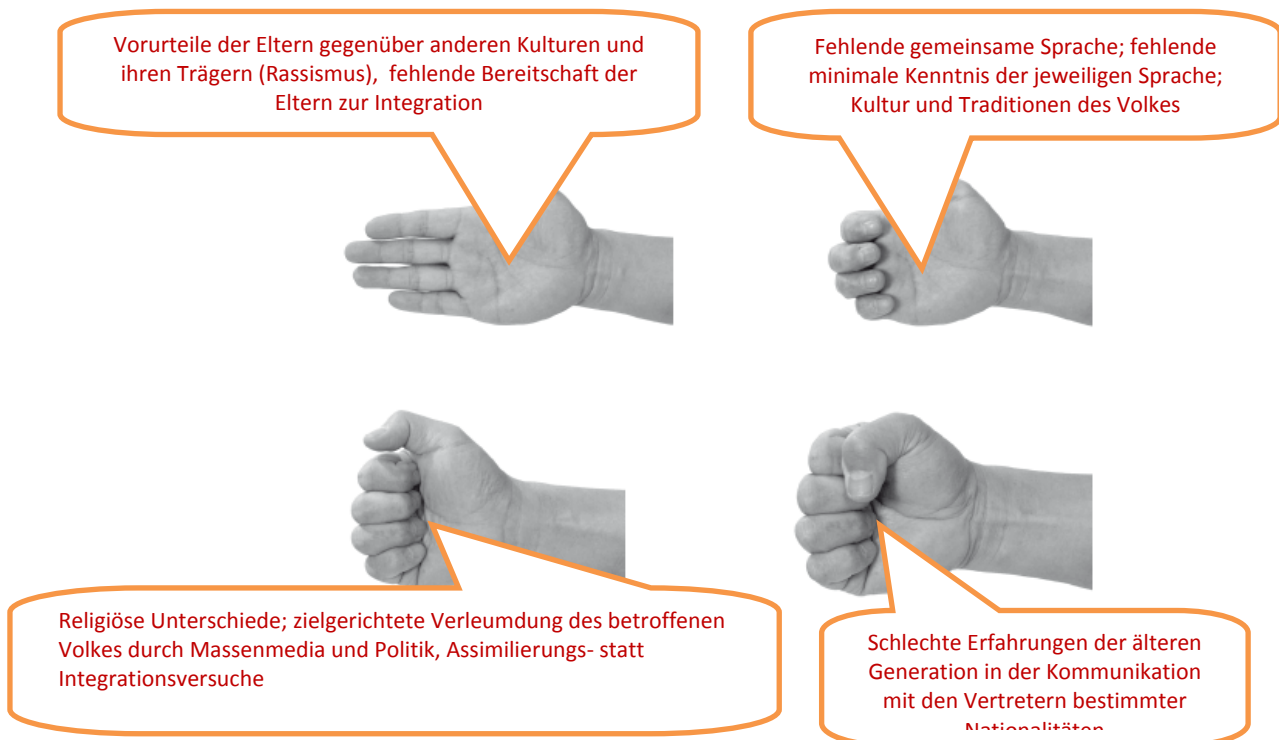 Vorurteile der Eltern gegenüber anderen Kulturen und
ihren Trägern (Rassismus), fehlende Bereitschaft der
Eltern zur Integration
Fehlende gemeinsame Sprache; fehlende
minimale Kenntnis der jeweiligen Sprache;
Kultur und Traditionen des Volkes
Religiöse Unterschiede; zielgerichtete Verleumdung des betroffenen
Volkes durch Massenmedia und Politik, Assimilierungs- statt
Integrationsversuche
Schlechte Erfahrungen der älteren
Generation in der Kommunikation
mit den Vertretern bestimmter
Nationalitäten